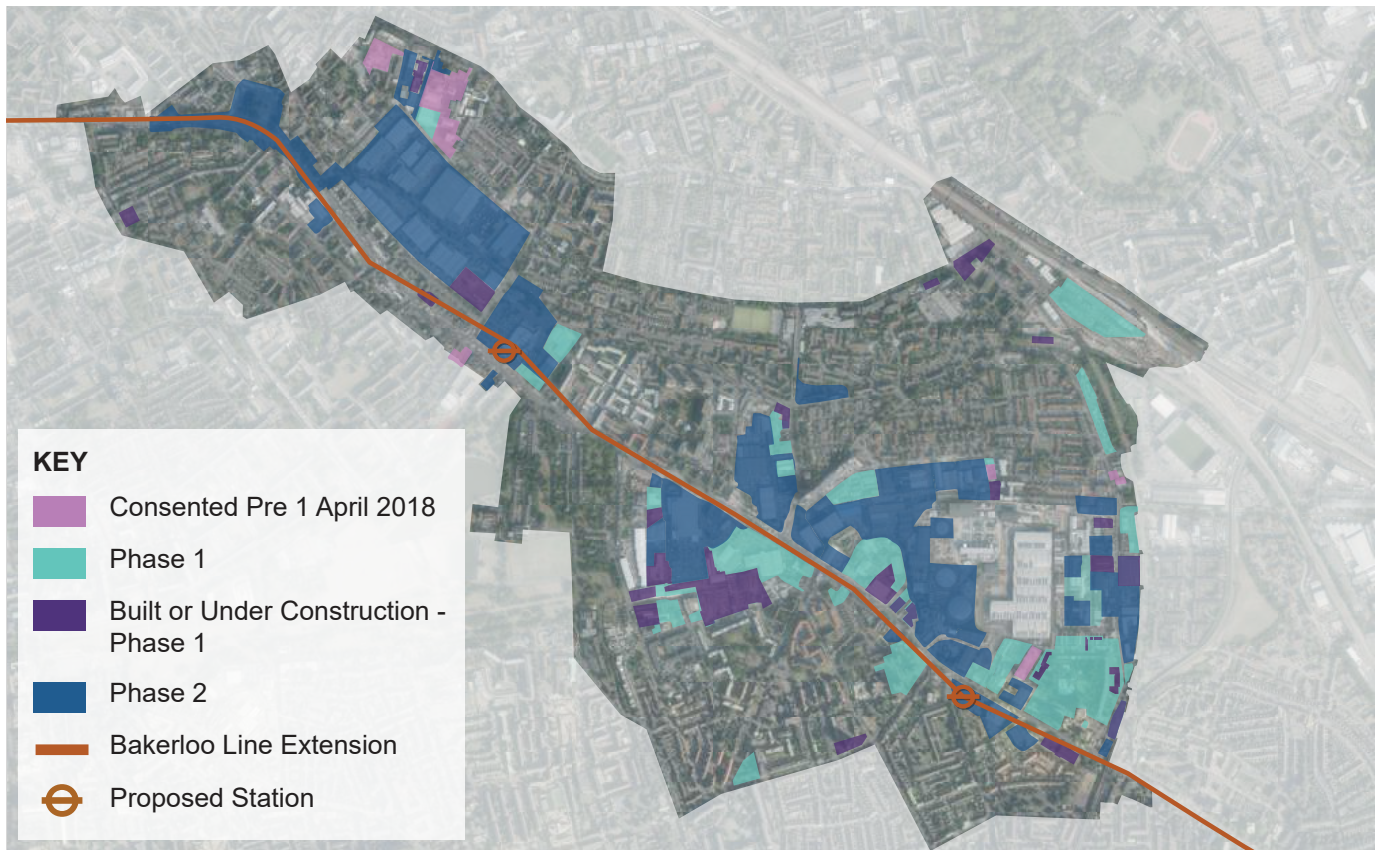 KEY
Consented Pre 1 April 2018
Phase 1
Built or Under Construction -
Phase 1
Phase 2
Bakerloo Line Extension
Proposed Station